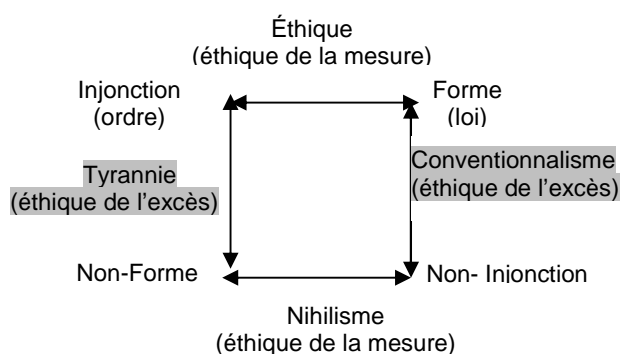 Éthique
(éthique de la mesure)
Injonction
(ordre)
Forme
(loi)
Tyrannie
(éthique de l’excès)
Conventionnalisme
(éthique de l’excès)
Non-Forme
Non- Injonction
Nihilisme
(éthique de la mesure)